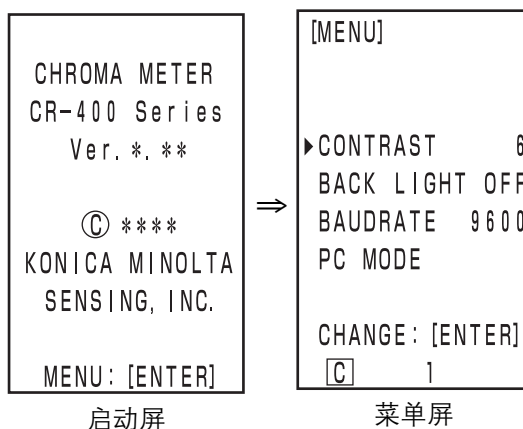 CHROMA METER
CR-400 Series
Ver. *. **
Ⓒ ****
KONICA MINOLTA
SENSING, INC.
MENU: [ENTER]
启动屏
⇒
[MENU]
▶CONTRAST 6
BACK LIGHT OFF
BAUDRATE 9600
PC MODE
CHANGE: [ENTER]
C 1
菜单屏